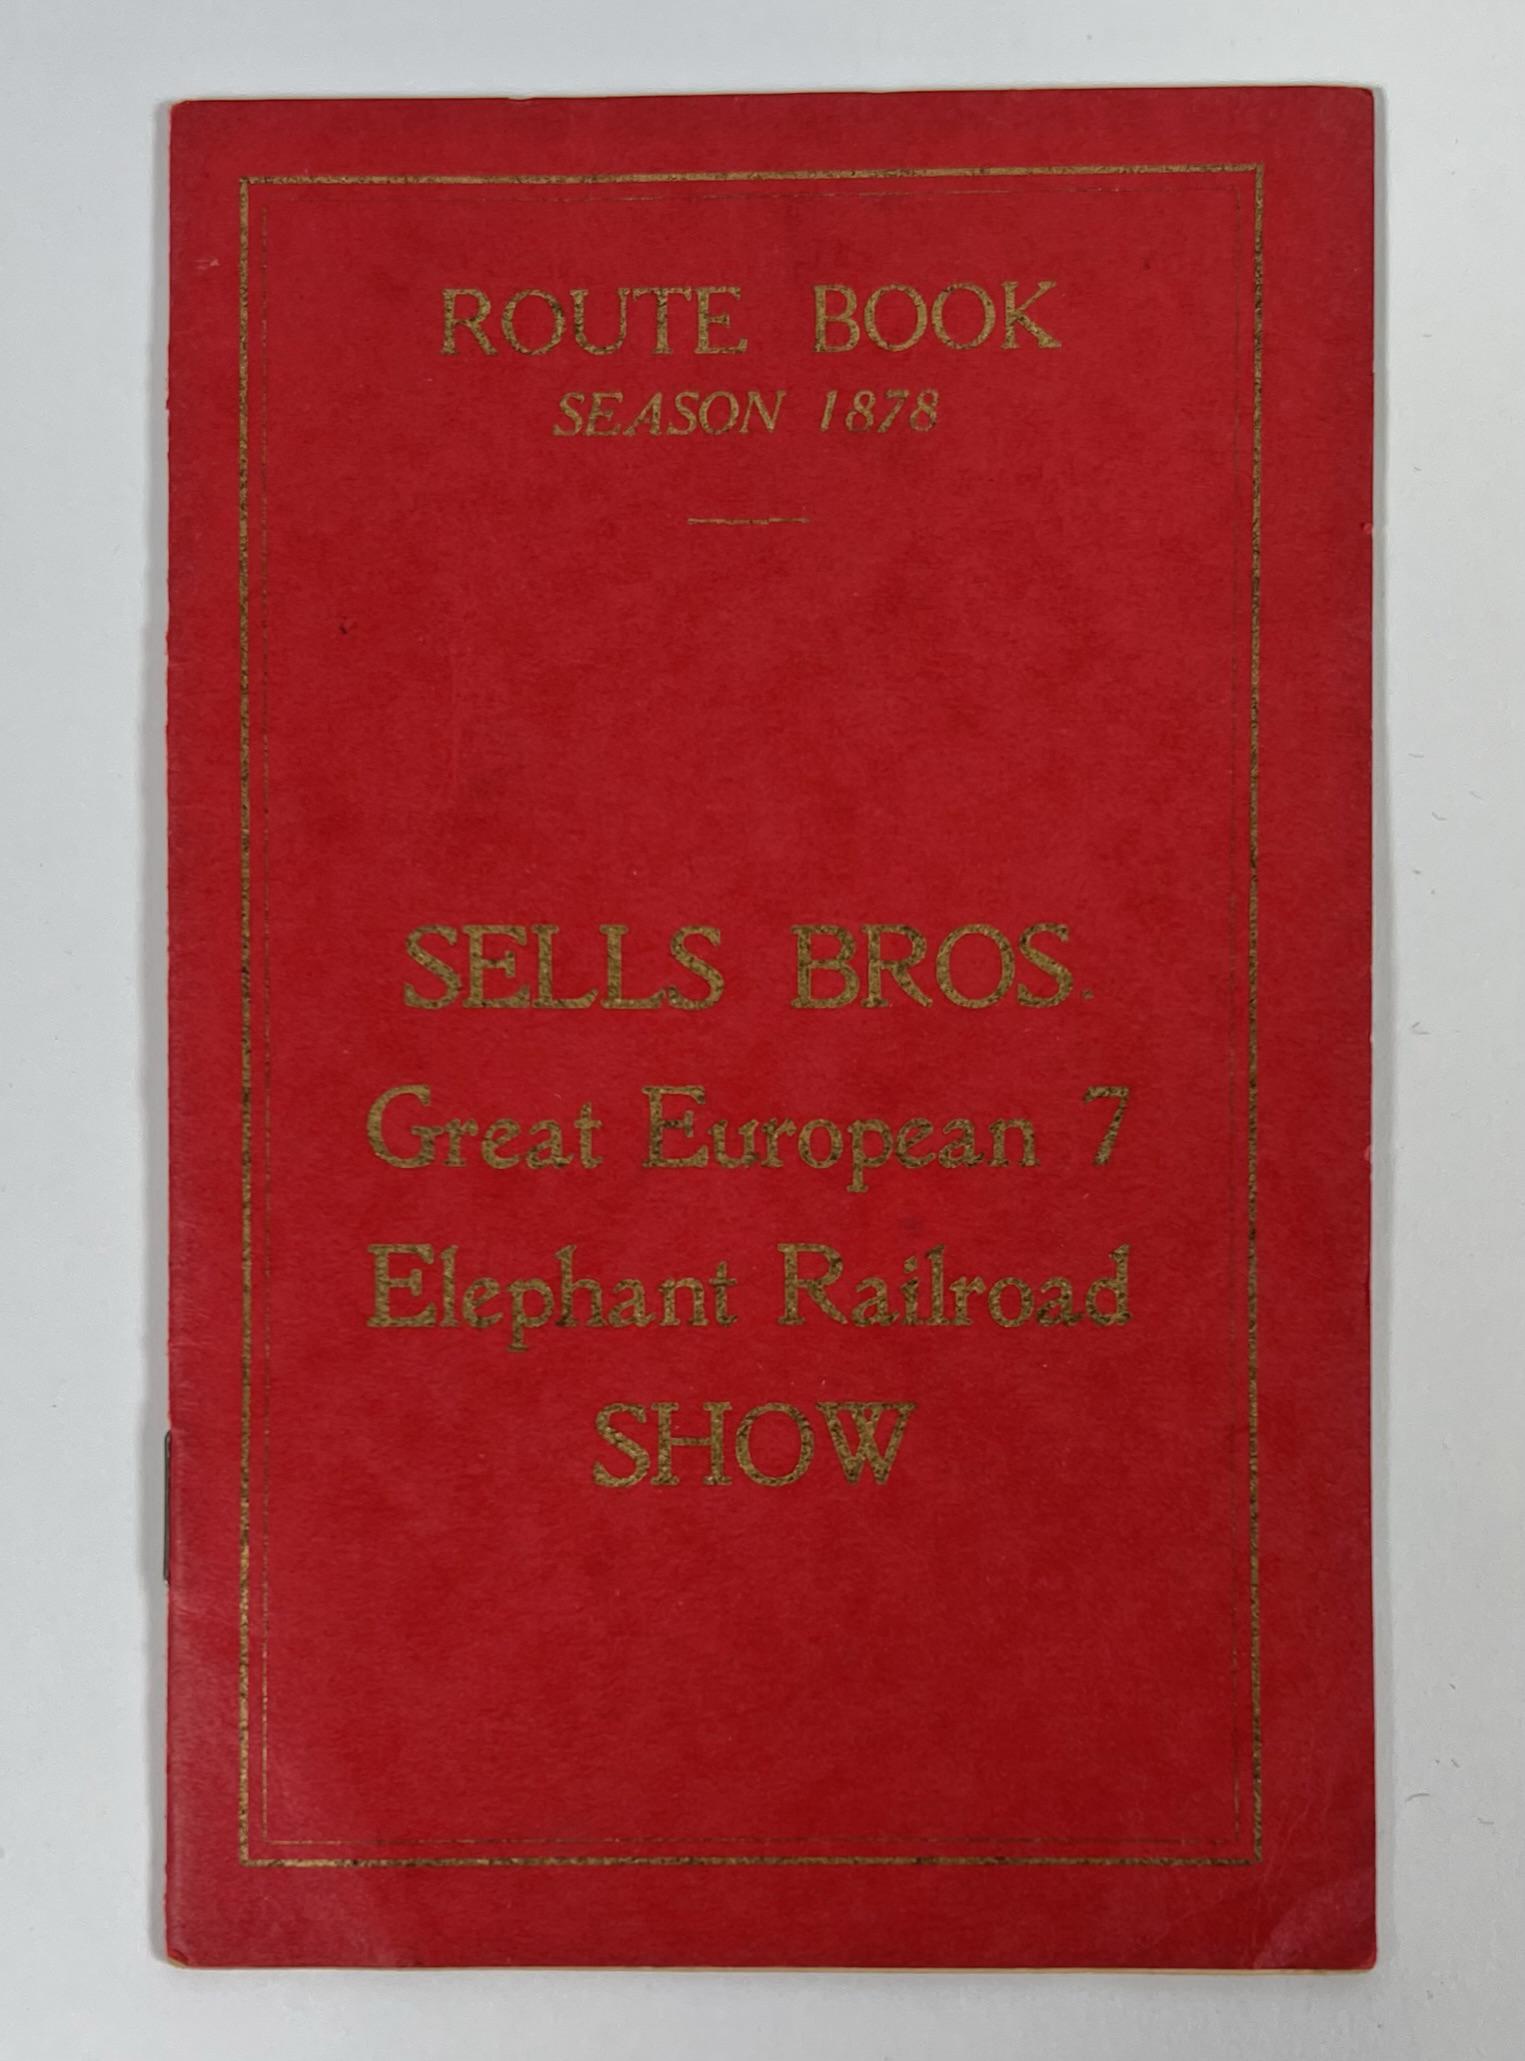 ROUTE BOOK
SEASON 1878
SELLS BROS.
Great European 7
Elephant Railroad
SHOW